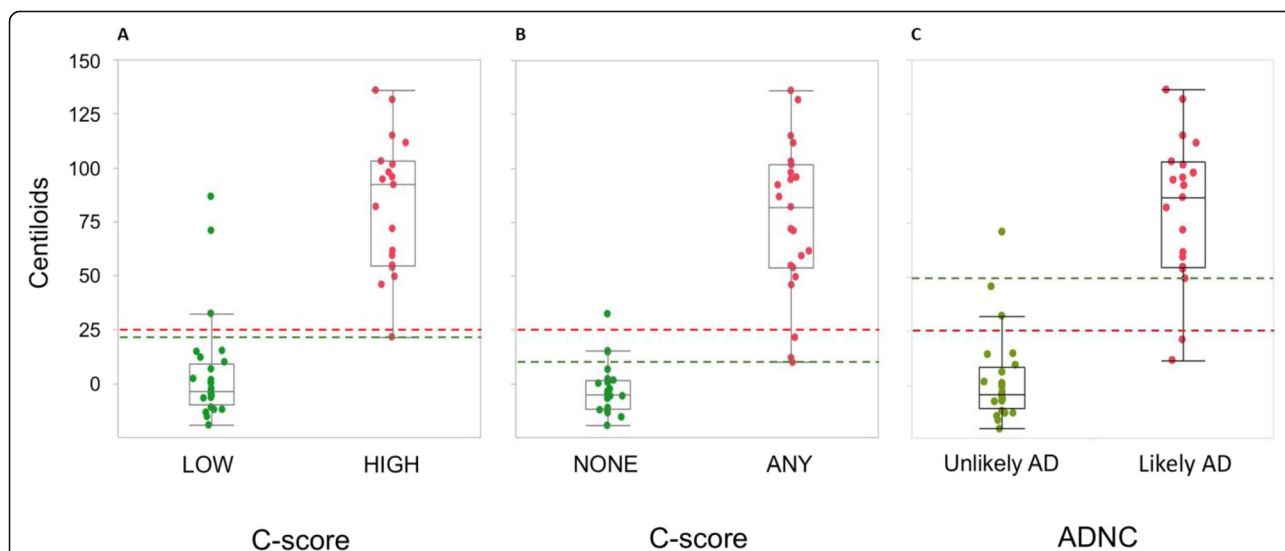 A B C
150
125
100
75
50
25
0
Centiloids
LOW HIGH NONE ANY Unlikely AD Likely AD
C-score C-score ADNC